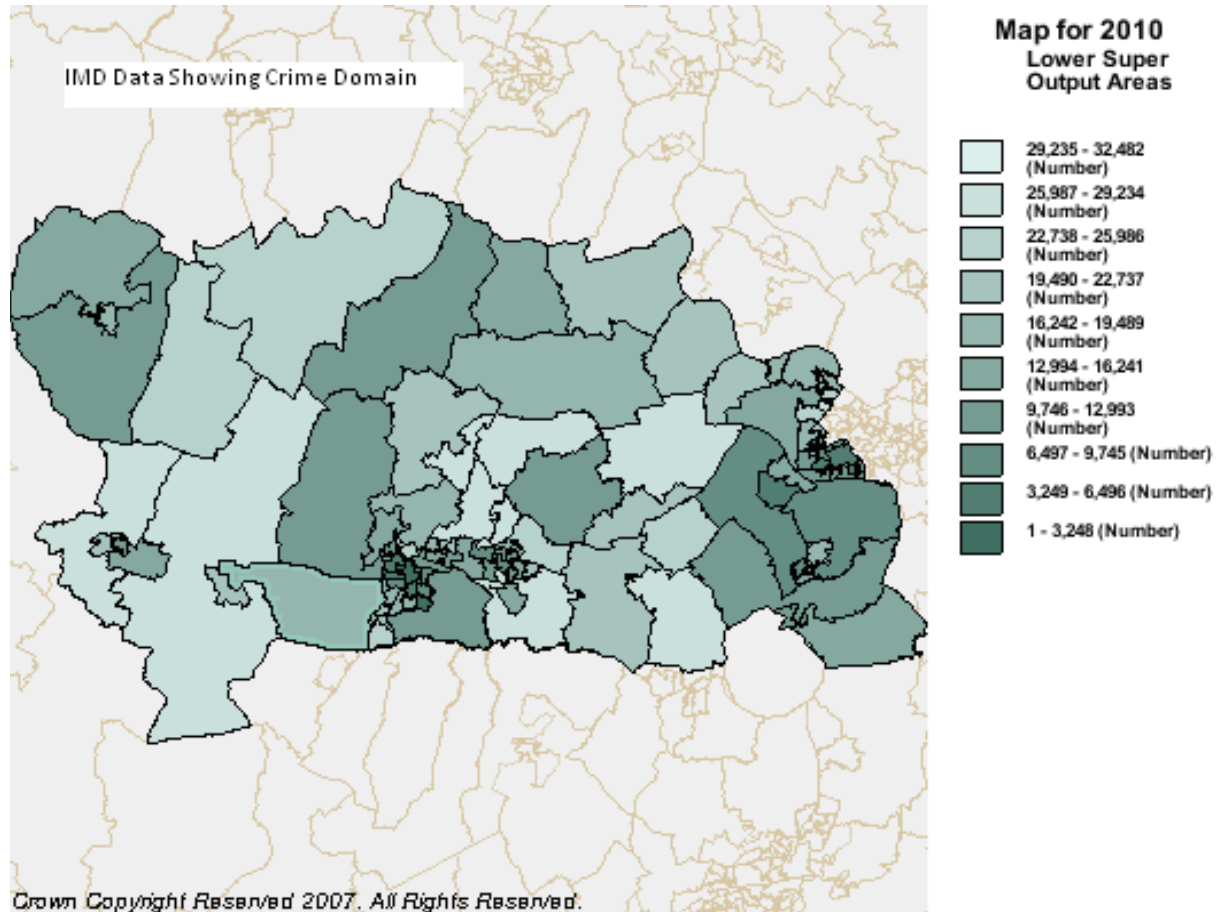 IMD Data Showing Crime Domain
Map for 2010
Lower Super
Output Areas
29,235 - 32,482
(Number)
25,987 - 29,234
(Number)
22,738 - 25,986
(Number)
19,490 - 22,737
(Number)
16,242 - 19,489
(Number)
12,994 - 16,241
(Number)
9,746 - 12,993
(Number)
6,497 - 9,745 (Number)
3,249 - 6,496 (Number)
1 - 3,248 (Number)
Crown Copyright Reserved 2007. All Rights Reserved.